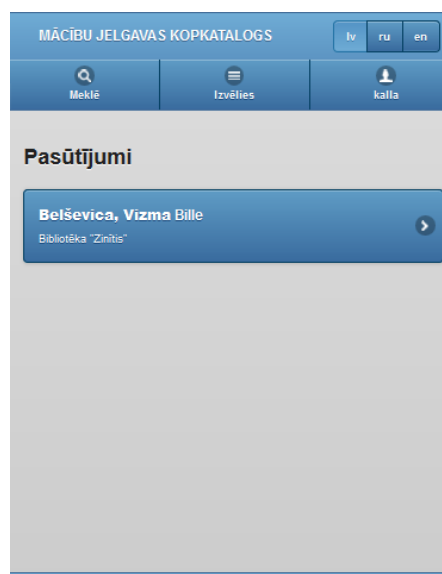 MĀCĪBU JELGAVAS KOPKATALOGS lv ru en
Meklē Izvēlies kalla
Pasūtījumi
Belševica, Vizma Bille
Bibliotēka "Zinītis"